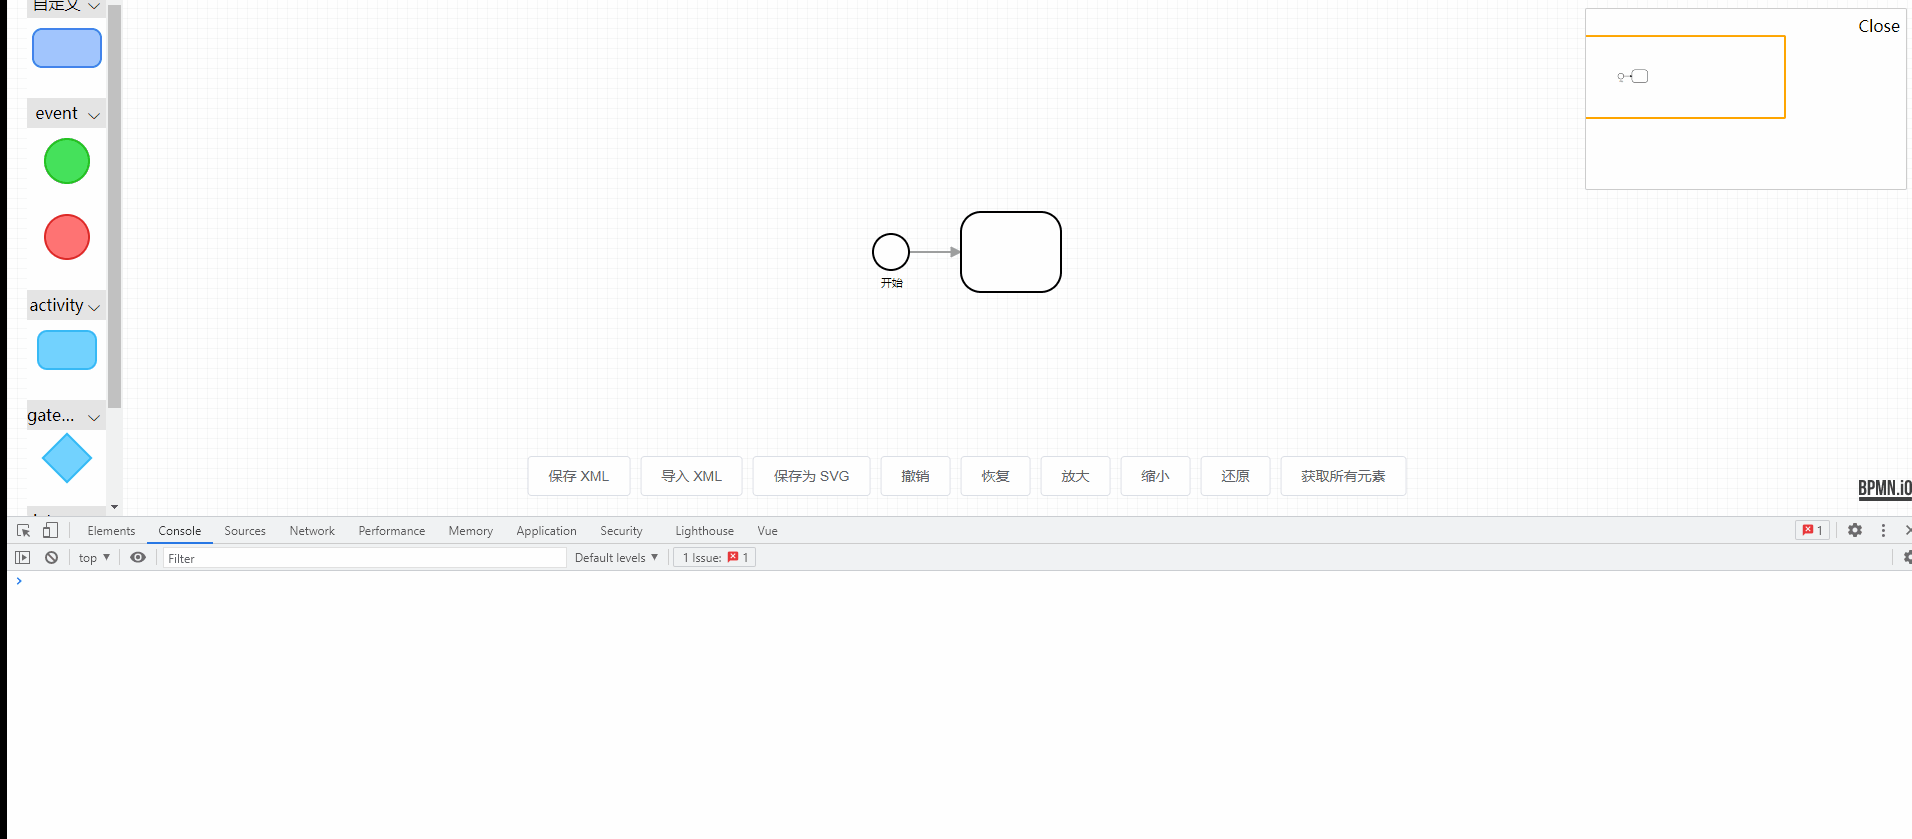 自定义
event
activity
gate...
Close
开始
保存 XML
导入 XML
保存为 SVG
撤销
恢复
放大
缩小
还原
获取所有元素
BPMN.iO
Elements
Console
Sources
Network
Performance
Memory
Application
Security
Lighthouse
Vue
1
top
Filter
Default levels
1 Issue:
1